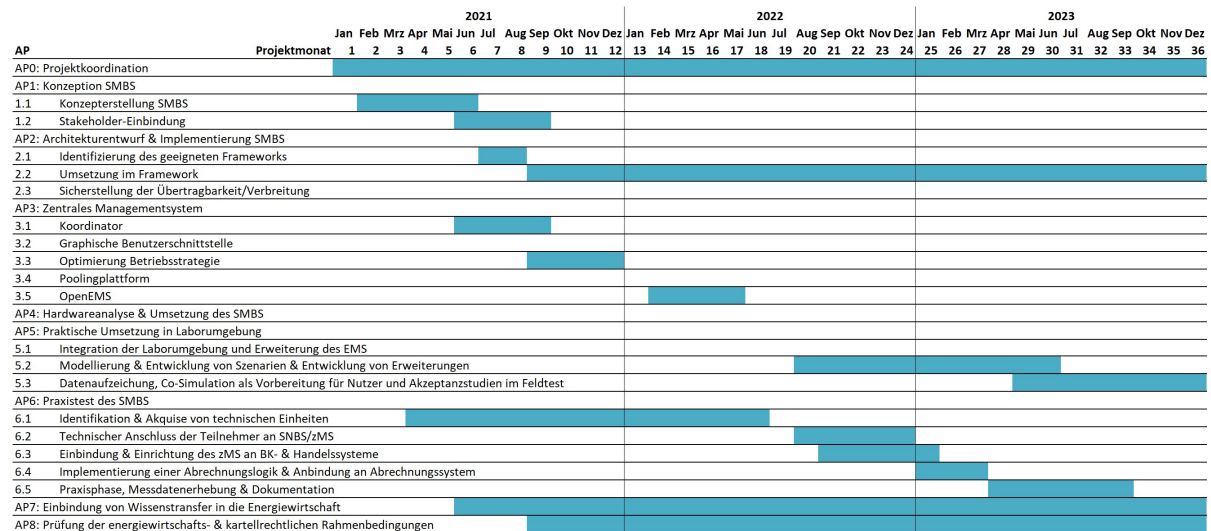 2021 2022 2023
Jan Feb Mrz Apr Mai Jun Jul Aug Sep Okt Nov Dez Jan Feb Mrz Apr Mai Jun Jul Aug Sep Okt Nov Dez Jan Feb Mrz Apr Mai Jun Jul Aug Sep Okt Nov Dez
AP Projektmonat 1 2 3 4 5 6 7 8 9 10 11 12 13 14 15 16 17 18 19 20 21 22 23 24 25 26 27 28 29 30 31 32 33 34 35 36
AP0: Projektkoordination
AP1: Konzeption SMBS
1.1 Konzepterstellung SMBS
1.2 Stakeholder-Einbindung
AP2: Architekturentwurf & Implementierung SMBS
2.1 Identifizierung des geeigneten Frameworks
2.2 Umsetzung im Framework
2.3 Sicherstellung der Übertragbarkeit/Verbreitung
AP3: Zentrales Managementsystem
3.1 Koordinator
3.2 Graphische Benutzerschnittstelle
3.3 Optimierung Betriebsstrategie
3.4 Poolingplattform
3.5 OpenEMS
AP4: Hardwareanalyse & Umsetzung des SMBS
AP5: Praktische Umsetzung in Laborumgebung
5.1 Integration der Laborumgebung und Erweiterung des EMS
5.2 Modellierung & Entwicklung von Szenarien & Entwicklung von Erweiterungen
5.3 Datenaufzeichung, Co-Simulation als Vorbereitung für Nutzer und Akzeptanzstudien im Feldtest
AP6: Praxistest des SMBS
6.1 Identifikation & Akquise von technischen Einheiten
6.2 Technischer Anschluss der Teilnehmer an SNBS/zMS
6.3 Einbindung & Einrichtung des zMS an BK- & Handelssysteme
6.4 Implementierung einer Abrechnungslogik & Anbindung an Abrechnungssystem
6.5 Praxisphase, Messdatenerhebung & Dokumentation
AP7: Einbindung von Wissenstransfer in die Energiewirtschaft
AP8: Prüfung der energiewirtschafts- & kartellrechtlichen Rahmenbedingungen